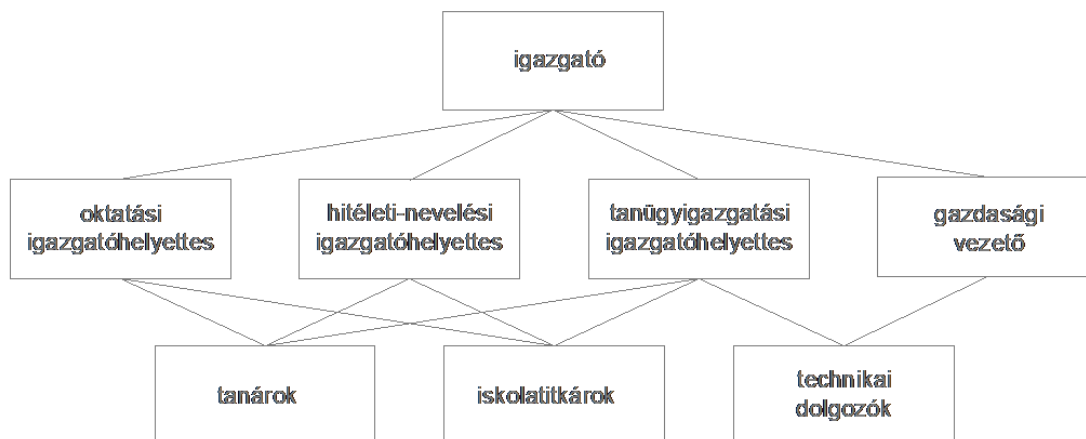 igazgató
oktatási
igazgatóhelyettes
hitéleti-nevelési
igazgatóhelyettes
tanügyigazgatási
igazgatóhelyettes
gazdasági
vezető
tanárok
iskolatitkárok
technikai
dolgozók